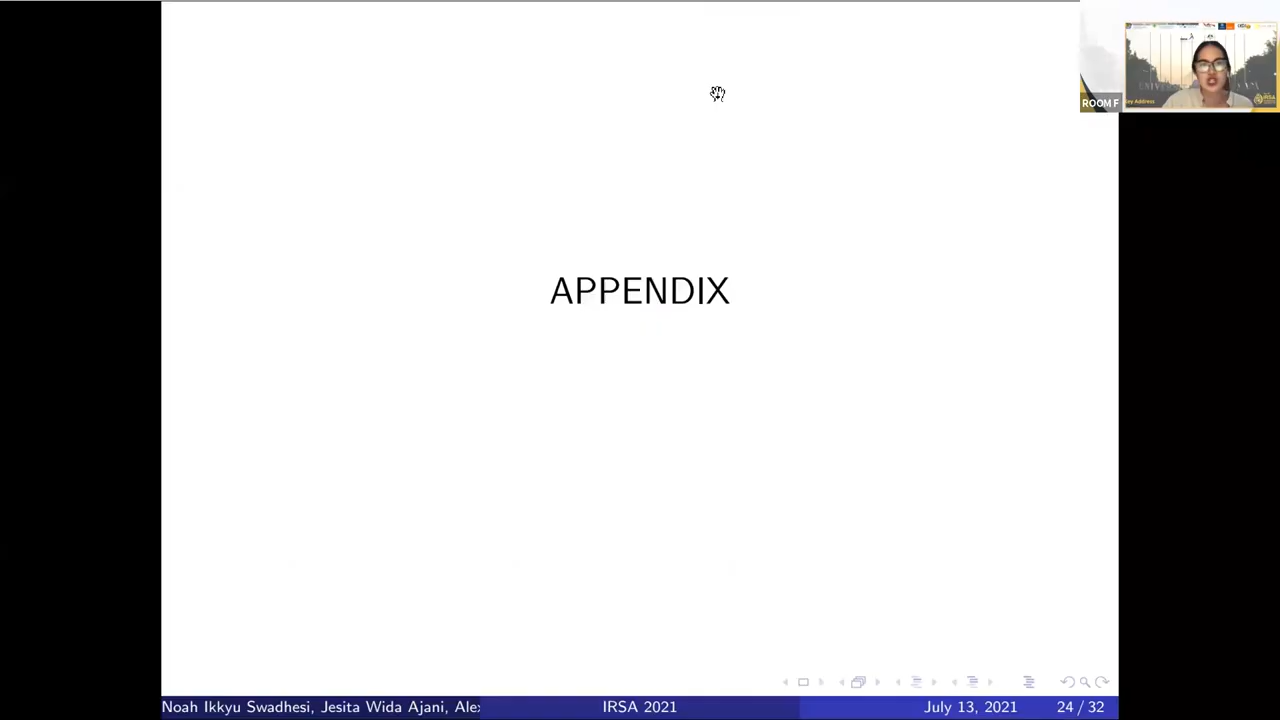 ROOM F
APPENDIX
Noah Ikkyu Swadhesi, Jesita Wida Ajani, Ale
IRSA 2021
July 13, 2021
24 / 32